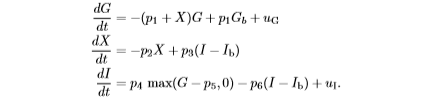 dG/dt = −(p₁ + X)G + p₁G_b + u_G
dX/dt = −p₂X + p₃(I − I_b)
dI/dt = p₄ max(G − p₅, 0) − p₆(I − I_b) + u_I.